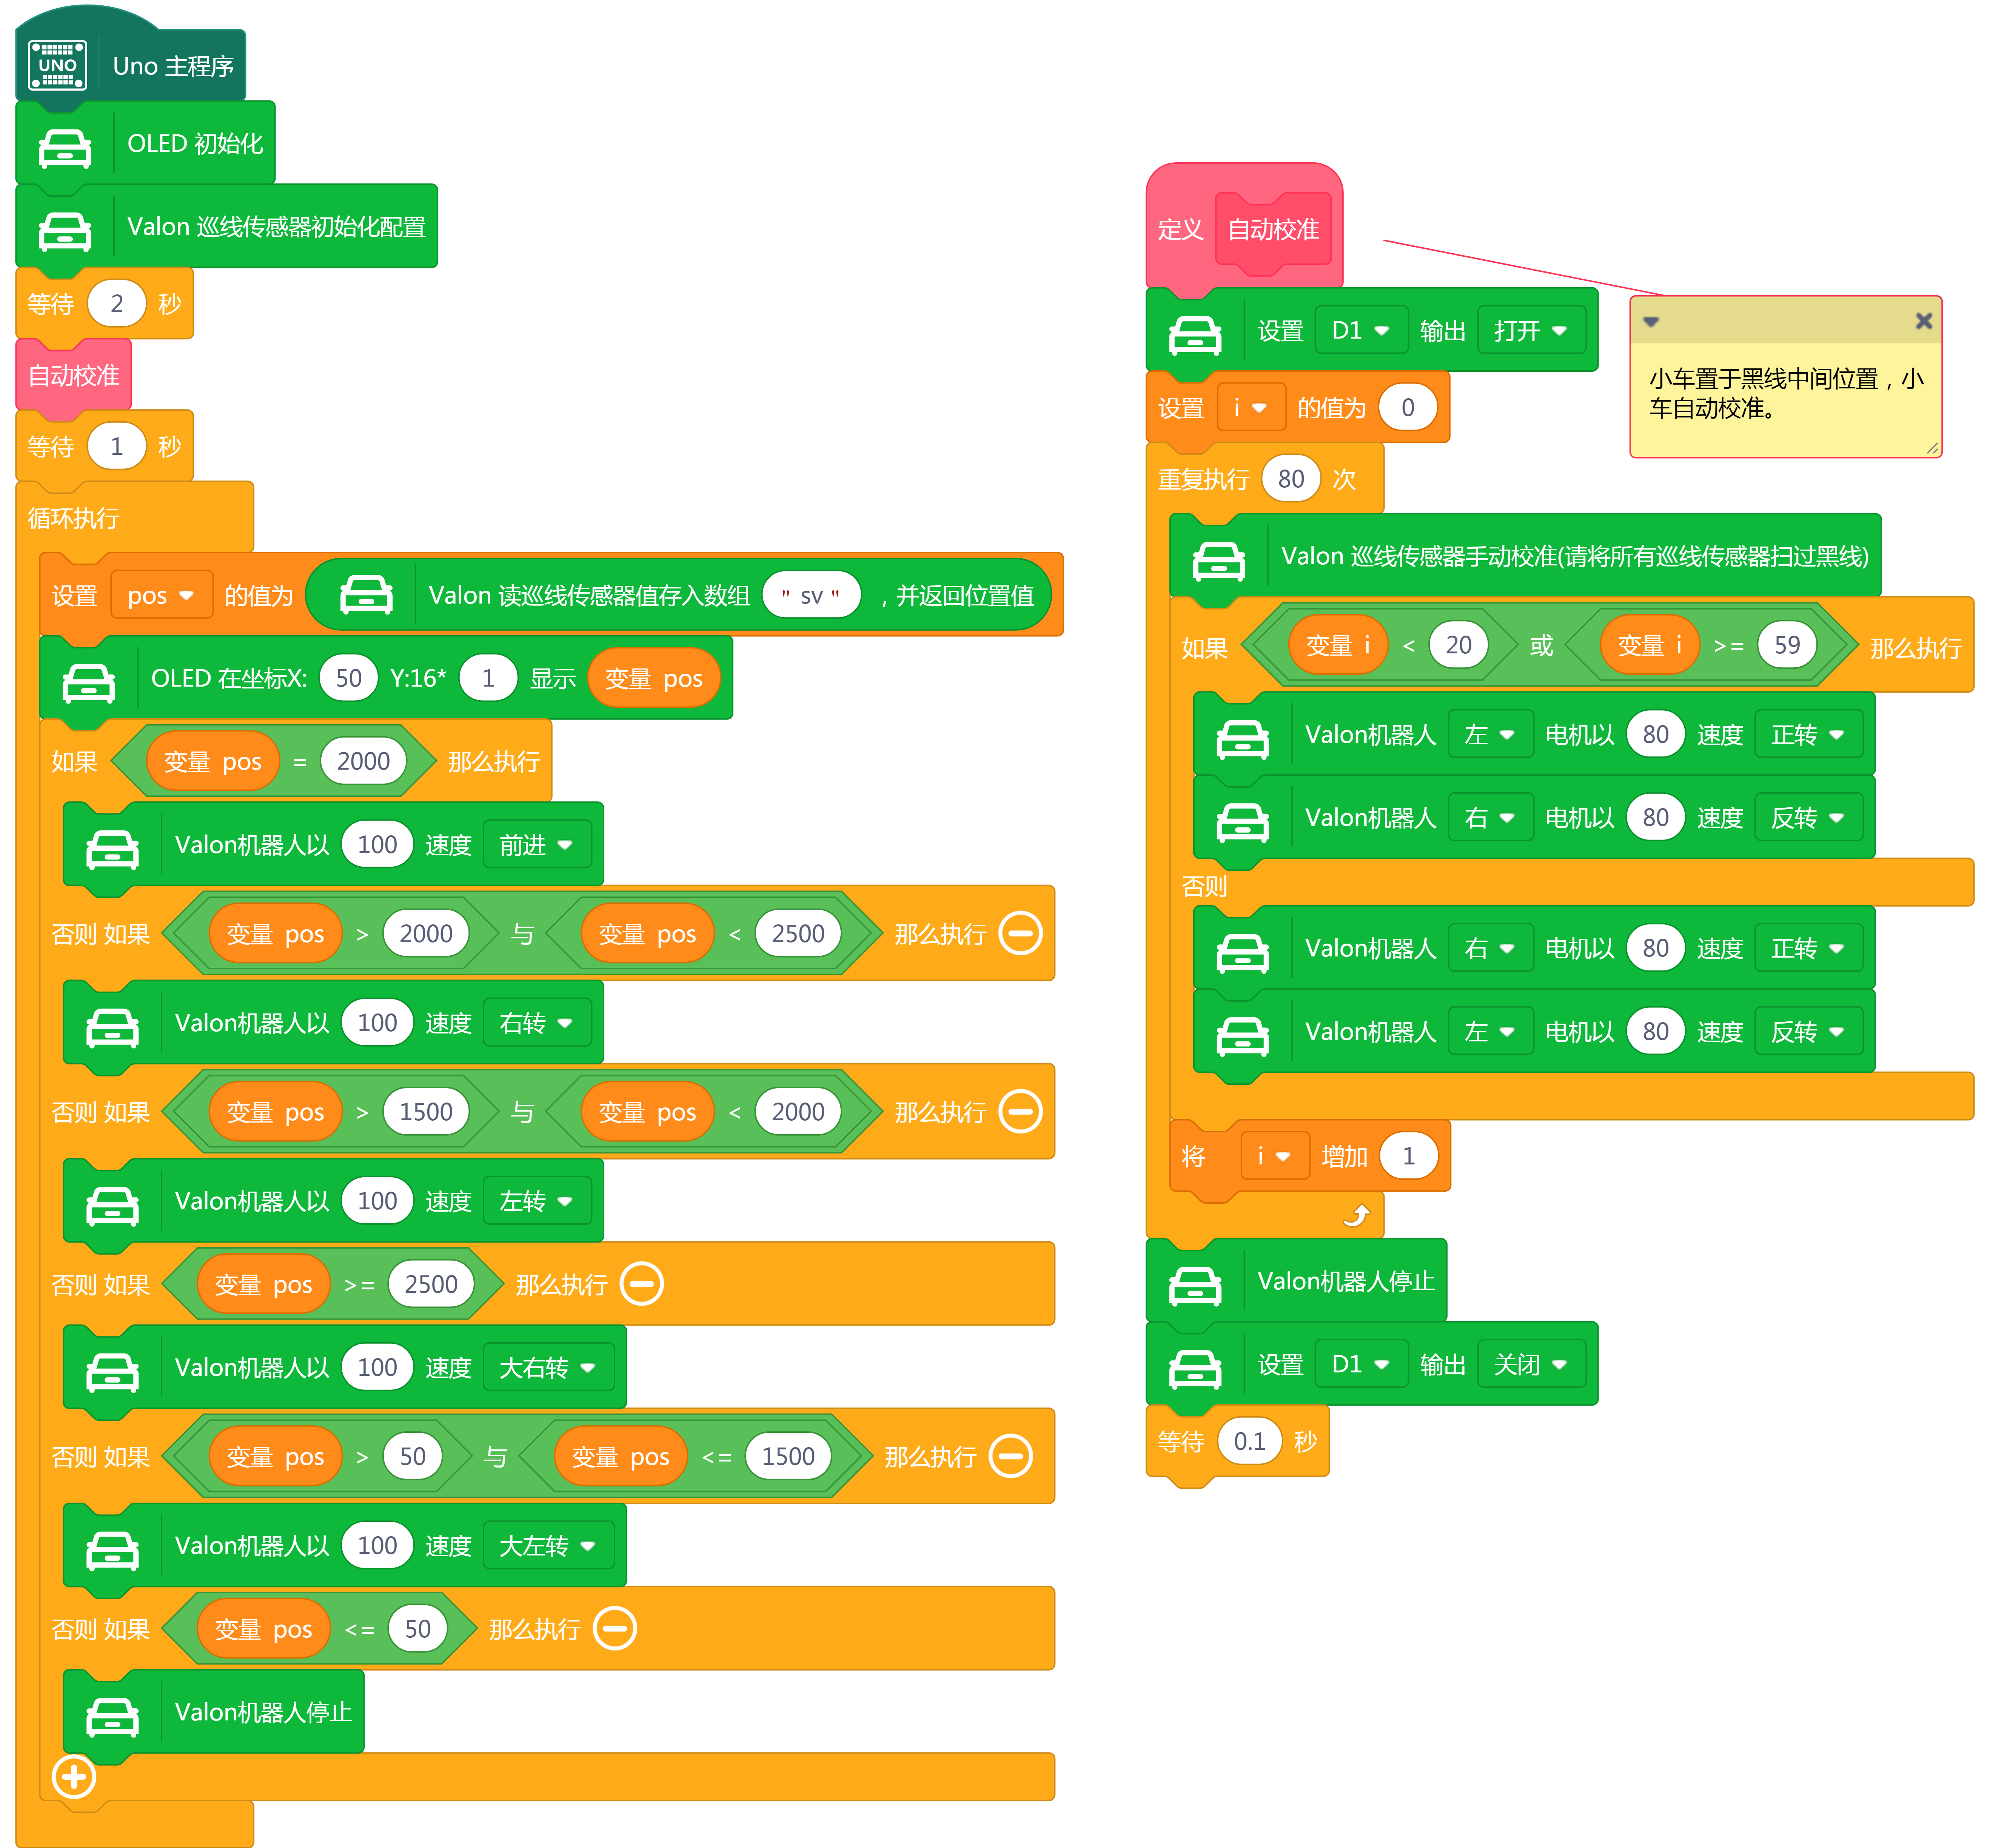 UNO Uno 主程序
OLED 初始化
Valon 巡线传感器初始化配置
等待 2 秒
自动校准
等待 1 秒
循环执行
设置 pos 的值为 Valon 读巡线传感器值存入数组 " sv " ，并返回位置值
OLED 在坐标X: 50 Y:16* 1 显示 变量 pos
如果 变量 pos = 2000 那么执行
Valon机器人以 100 速度 前进
否则 如果 变量 pos > 2000 与 变量 pos < 2500 那么执行
Valon机器人以 100 速度 右转
否则 如果 变量 pos > 1500 与 变量 pos < 2000 那么执行
Valon机器人以 100 速度 左转
否则 如果 变量 pos >= 2500 那么执行
Valon机器人以 100 速度 大右转
否则 如果 变量 pos > 50 与 变量 pos <= 1500 那么执行
Valon机器人以 100 速度 大左转
否则 如果 变量 pos <= 50 那么执行
Valon机器人停止
定义 自动校准
设置 D1 输出 打开
设置 i 的值为 0
重复执行 80 次
Valon 巡线传感器手动校准(请将所有巡线传感器扫过黑线)
如果 变量 i < 20 或 变量 i >= 59 那么执行
Valon机器人 左 电机以 80 速度 正转
Valon机器人 右 电机以 80 速度 反转
否则
Valon机器人 右 电机以 80 速度 正转
Valon机器人 左 电机以 80 速度 反转
将 i 增加 1
Valon机器人停止
设置 D1 输出 关闭
等待 0.1 秒
小车置于黑线中间位置，小
车自动校准。